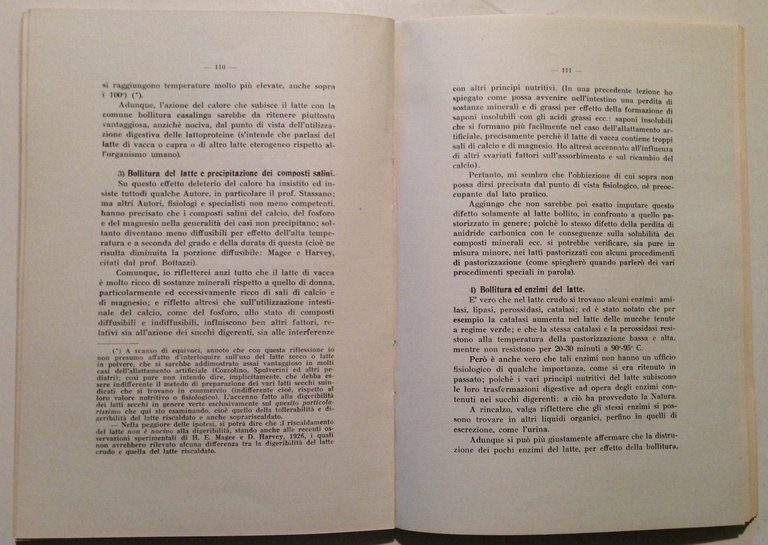 — 110 —
si raggiungono temperature molto più elevate, anche sopra
i 100º) (*).
Adunque, l'azione del calore che subisce il latte con la
comune bollitura casalinga sarebbe da ritenere piuttosto
vantaggiosa, anzichè nociva, dal punto di vista dell'utilizza-
zione digestiva delle lattoproteine (s'intende che parlasi del
latte di vacca o capra o di altro latte eterogeneo rispetto al-
l'organismo umano).
3) Bollitura del latte e precipitazione dei composti salini.
Su questo effetto deleterio del calore ha insistito ed in-
siste tuttodì qualche Autore, in particolare il prof. Stassano;
ma altri Autori, fisiologi e specialisti non meno competenti,
hanno precisato che i composti salini del calcio, del fosforo
e del magnesio nella generalità dei casi non precipitano; sol-
tanto diventano meno diffusibili per effetto dell'alta tempe-
ratura e a seconda del grado e della durata di questa (cioè ne
risulta diminuita la porzione diffusibile: Magee e Harvey,
citati dal prof. Bottazzi).
Comunque, io rifletterei anzi tutto che il latte di vacca
è molto ricco di sostanze minerali rispetto a quello di donna,
particolarmente ed eccessivamente ricco di sali di calcio e
di magnesio; e rifletto altresì che sull'utilizzazione intesti-
nale del calcio, come del fosforo, allo stato di composti
diffusibili e indiffusibili, influiscono ben altri fattori, re-
lativi sia all'azione dei succhi digerenti, sia alle interferenze
(*) A scanso di equivoci, annoto che con questa riflessione io
non presumo affatto d'interloquire sull'uso del latte secco o latte
in polvere, che si sarebbe addimostrato assai vantaggioso in molti
casi dell'allattamento artificiale (Cozzolino, Spolverini ed altri pe-
diatri); così pure non intendo dire, implicitamente, che debba es-
sere indifferente il metodo di preparazione dei vari latti secchi suin-
dicati che si trovano in commercio (indifferente cioè, rispetto al
loro valore nutritivo o fisiologico). L'accenno fatto alla digeribilità
dei latti secchi in genere verte esclusivamente sul quesito particola-
rissimo che qui sto esaminando, cioè quello della tollerabilità e di-
geribilità del latte riscaldato e anche soprariscaldato.
— Nella peggiore delle ipotesi, si potrà dire che il riscaldamento
del latte non è nocivo alla digeribilità, stando anche alle recenti os-
servazioni sperimentali di H. E. Magee e D. Harvey, 1926, i quali
non avrebbero rilevato alcuna differenza tra la digeribilità del latte
crudo e quella del latte riscaldato.
— 111 —
con altri principi nutritivi. (In una precedente lezione ho
spiegato come possa avvenire nell'intestino una perdita di
sostanze minerali e di grassi per effetto della formazione di
saponi insolubili con gli acidi grassi ecc.: saponi insolubili
che si formano più facilmente nel caso dell'allattamento ar-
tificiale, precisamente perchè il latte di vacca contiene troppi
sali di calcio e di magnesio. Ho altresì accennato all'influenza
di altri svariati fattori sull'assorbimento e sul ricambio del
calcio).
Pertanto, mi sembra che l'obbiezione di cui sopra non
possa dirsi precisata dal punto di vista fisiologico, nè preoc-
cupante dal lato pratico.
Aggiungo che non sarebbe poi esatto imputare questo
difetto solamente al latte bollito, in confronto a quello pa-
storizzato in genere; poichè lo stesso difetto della perdita di
anidride carbonica con le conseguenze sulla solubilità dei
composti minerali ecc. si potrebbe verificare, sia pure in
misura minore, nei latti pastorizzati con alcuni procedimenti
di pastorizzazione (come spiegherò quando parlerò dei vari
procedimenti speciali in parola).
4) Bollitura ed enzimi del latte.
E' vero che nel latte crudo si trovano alcuni enzimi: ami-
lasi, lipasi, perossidasi, catalasi; ed è stato notato che per
esempio la catalasi aumenta nel latte delle mucche tenute
a regime verde; e che la stessa catalasi e la perossidasi resi-
stono alla temperatura della pastorizzazione bassa e alta,
mentre non resistono per 20-30 minuti a 90º-95º C.
Però è anche vero che tali enzimi non hanno un ufficio
fisiologico di qualche importanza, come si era ritenuto in
passato; poichè i vari principi nutritivi del latte subiscono
le loro trasformazioni digestive ad opera degli enzimi conte-
nuti nei succhi digerenti: a ciò ha provveduto la Natura.
A rincalzo, valga riflettere che gli stessi enzimi si pos-
sono trovare in altri liquidi organici, perfino in quelli di
escrezione, come l'urina.
Adunque si può più giustamente affermare che la distru-
zione dei pochi enzimi del latte, per effetto della bollitura,